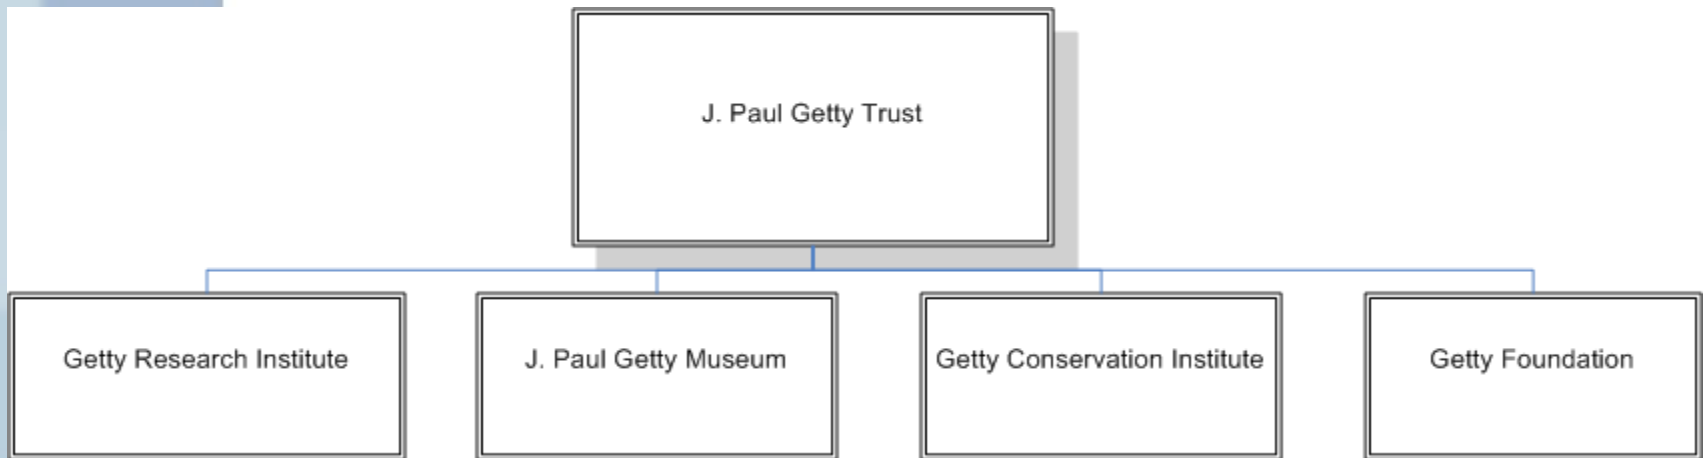 J. Paul Getty Trust
Getty Research Institute
J. Paul Getty Museum
Getty Conservation Institute
Getty Foundation